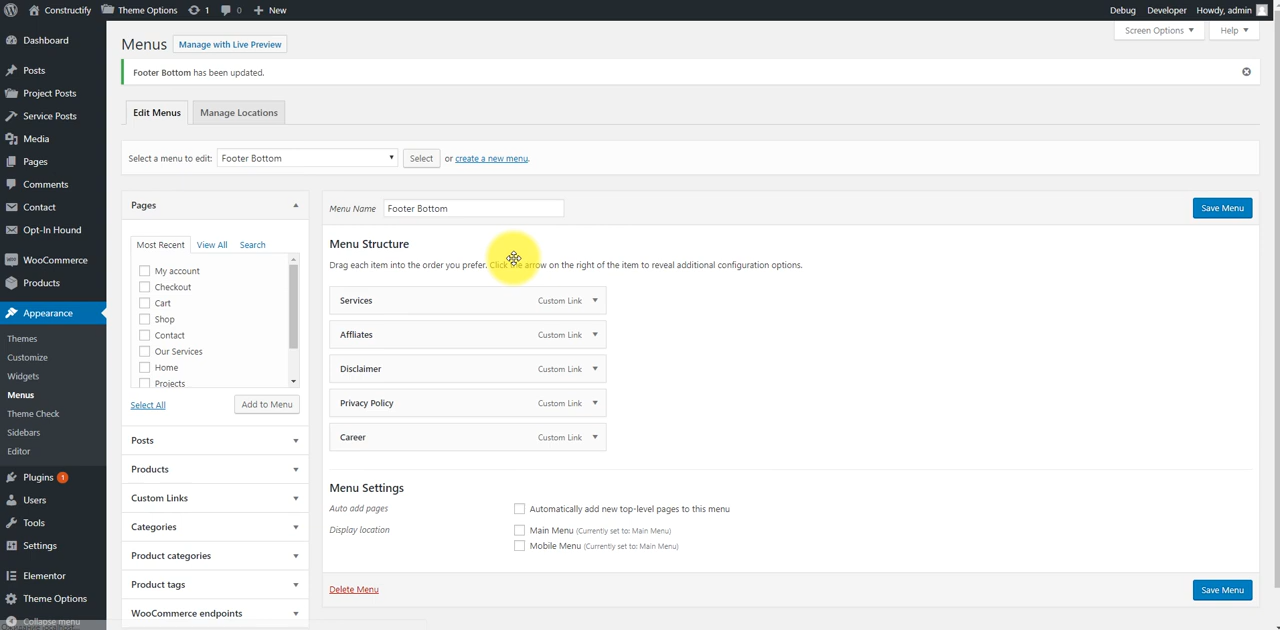 Constructify Theme Options 1 0 New Debug Developer Howdy, admin
Screen Options Help
Dashboard
Posts
Project Posts
Service Posts
Media
Pages
Comments
Contact
Opt-In Hound
WooCommerce
Products
Appearance
Themes
Customize
Widgets
Menus
Theme Check
Sidebars
Editor
Plugins 1
Users
Tools
Settings
Elementor
Theme Options
Collapse menu
Menus Manage with Live Preview
Footer Bottom has been updated.
Edit Menus Manage Locations
Select a menu to edit: Footer Bottom Select or create a new menu.
Pages
Most Recent View All Search
My account
Checkout
Cart
Shop
Contact
Our Services
Home
Projects
Select All Add to Menu
Posts
Products
Custom Links
Categories
Product categories
Product tags
WooCommerce endpoints
Menu Name Footer Bottom Save Menu
Menu Structure
Drag each item into the order you prefer. Click the arrow on the right of the item to reveal additional configuration options.
Services Custom Link
Affliates Custom Link
Disclaimer Custom Link
Privacy Policy Custom Link
Career Custom Link
Menu Settings
Auto add pages Automatically add new top-level pages to this menu
Display location Main Menu (Currently set to: Main Menu)
Mobile Menu (Currently set to: Main Menu)
Delete Menu Save Menu